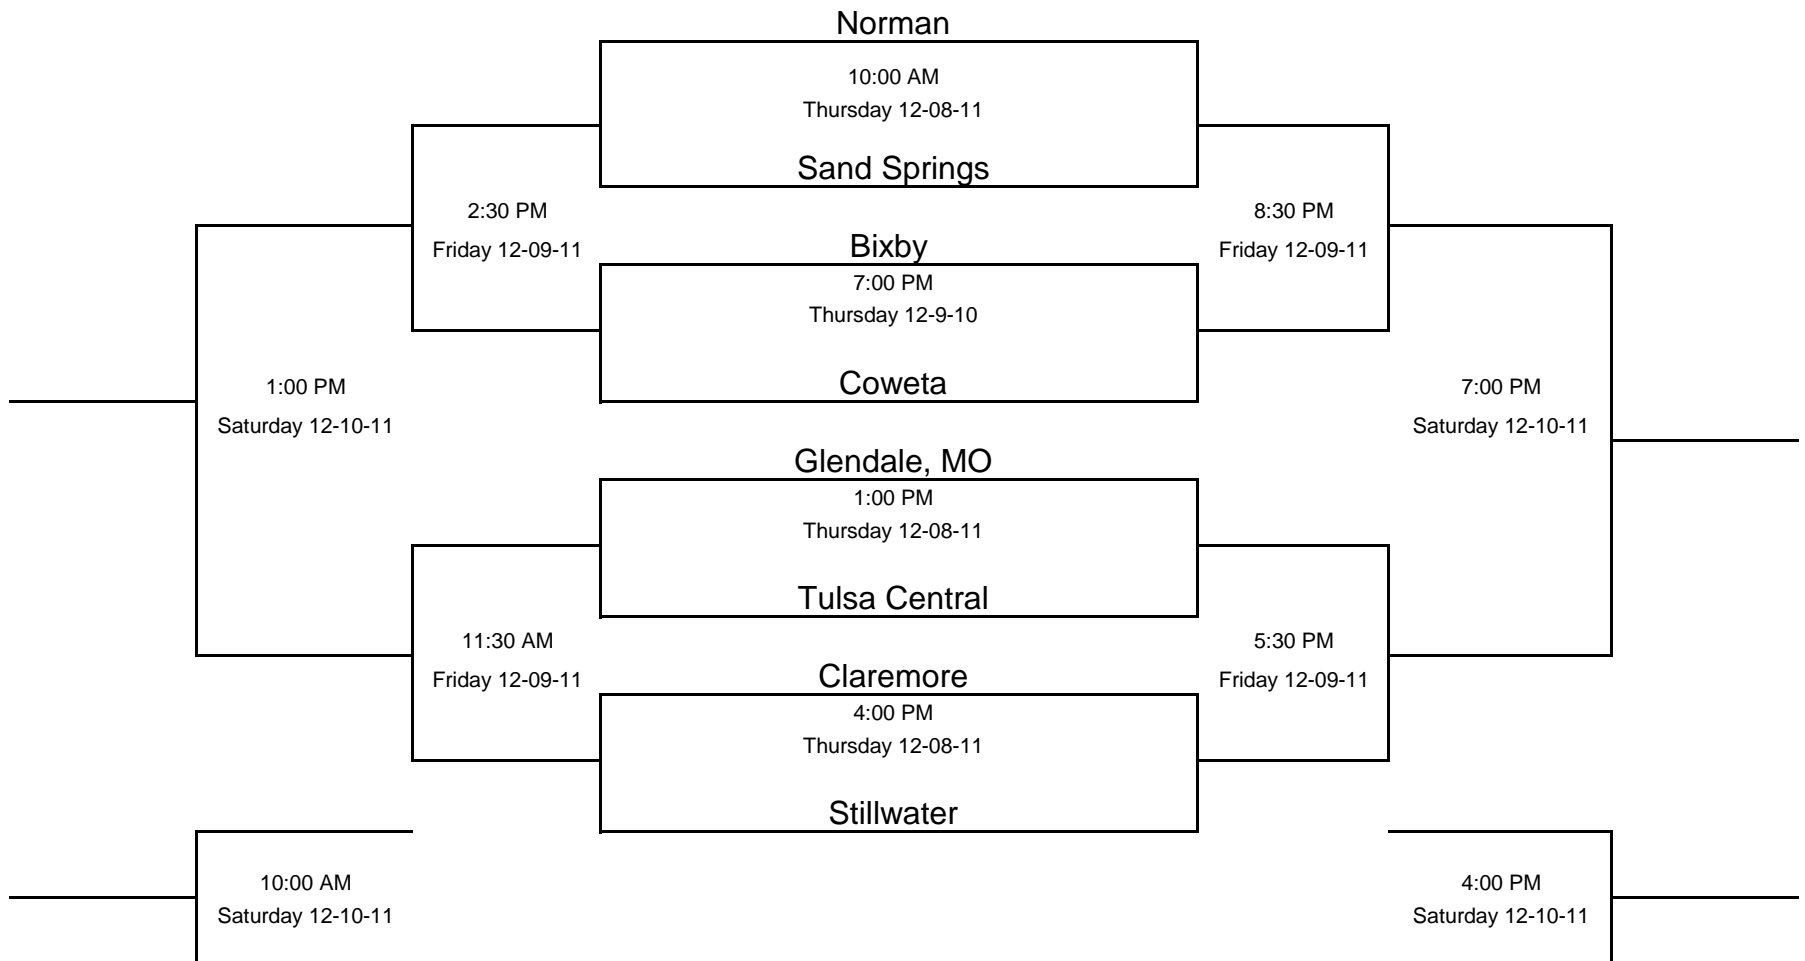 Norman
10:00 AM
Thursday 12-08-11
Sand Springs
2:30 PM
8:30 PM
Friday 12-09-11
Friday 12-09-11
Bixby
7:00 PM
Thursday 12-9-10
Coweta
1:00 PM
7:00 PM
Saturday 12-10-11
Saturday 12-10-11
Glendale, MO
1:00 PM
Thursday 12-08-11
Tulsa Central
11:30 AM
5:30 PM
Friday 12-09-11
Friday 12-09-11
Claremore
4:00 PM
Thursday 12-08-11
Stillwater
10:00 AM
4:00 PM
Saturday 12-10-11
Saturday 12-10-11